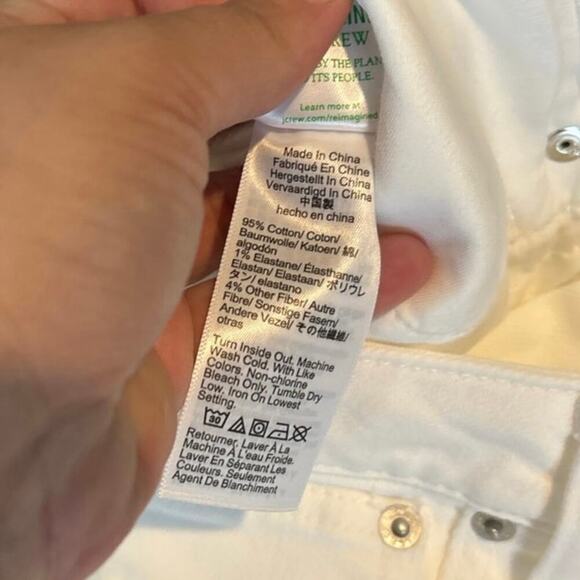 REW
BY THE PLAN
ITS PEOPLE.
Learn more at
jcrew.com/reimagined
Made In China
Fabriqué En Chine
Hergestellt In China
Vervaardigd In China
中国製
hecho en china
95% Cotton/ Coton/
Baumwolle/ Katoen/ 綿/
algodón
1% Elastane/ Élasthanne/
Elastan/ Elastaan/ ポリウレ
タン/ elastano
4% Other Fiber/ Autre
Fibre/ Sonstige Fasern/
Andere Vezel/ その他繊維/
otras
Turn Inside Out. Machine
Wash Cold. With Like
Colors. Non-chlorine
Bleach Only. Tumble Dry
Low. Iron On Lowest
Setting.
30
Retourner. Laver À La
Machine À L'eau Froide.
Laver En Séparant Les
Couleurs. Seulement
Agent De Blanchiment